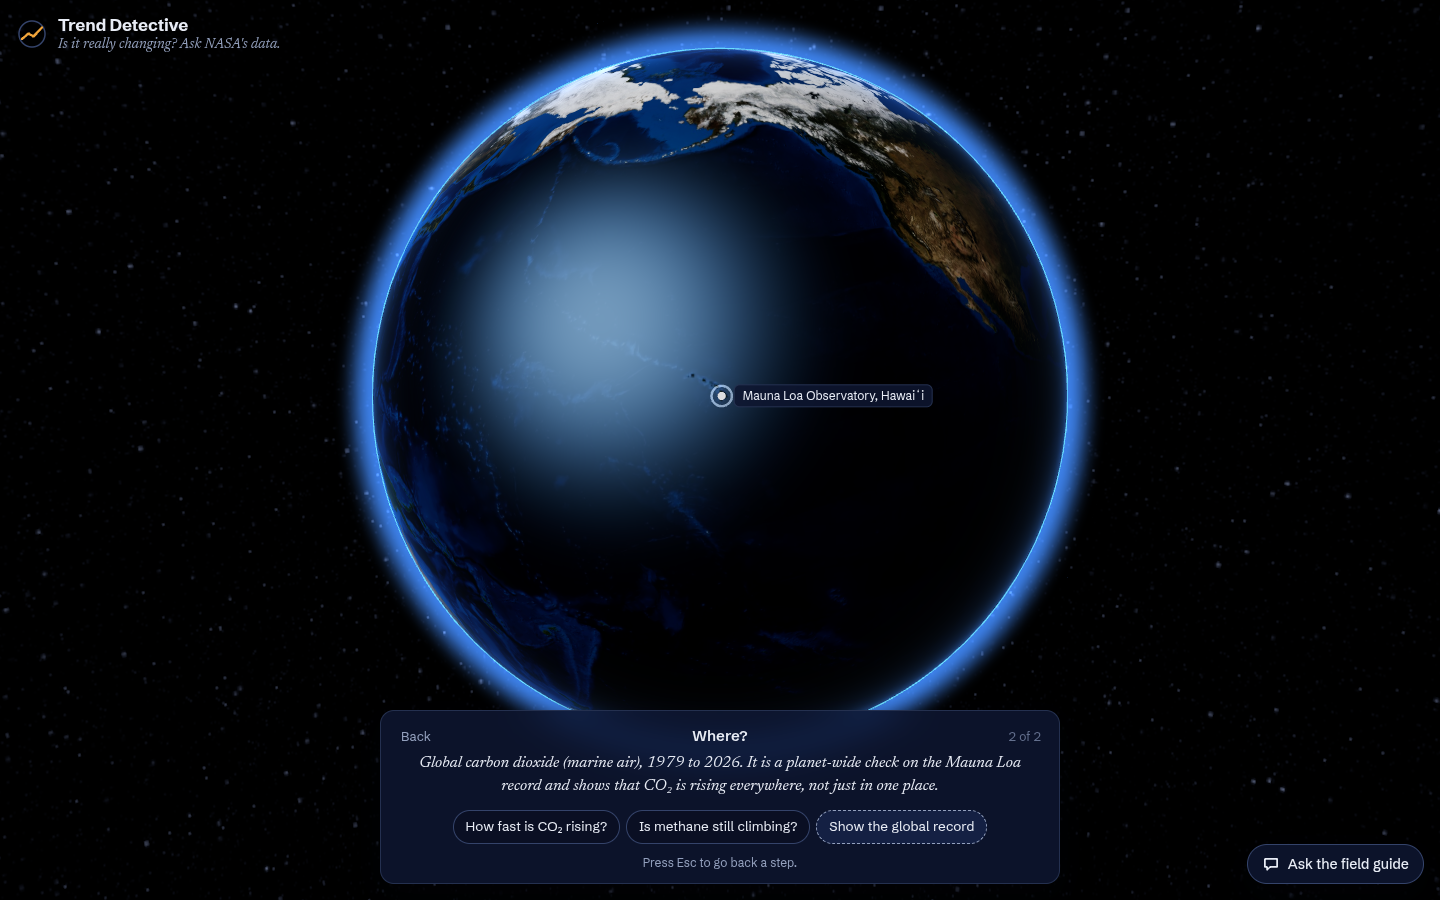 Trend Detective
Is it really changing? Ask NASA's data.
Mauna Loa Observatory, Hawaiʻi
Back
Where?
2 of 2
Global carbon dioxide (marine air), 1979 to 2026. It is a planet-wide check on the Mauna Loa
record and shows that CO₂ is rising everywhere, not just in one place.
How fast is CO₂ rising?
Is methane still climbing?
Show the global record
Press Esc to go back a step.
Ask the field guide